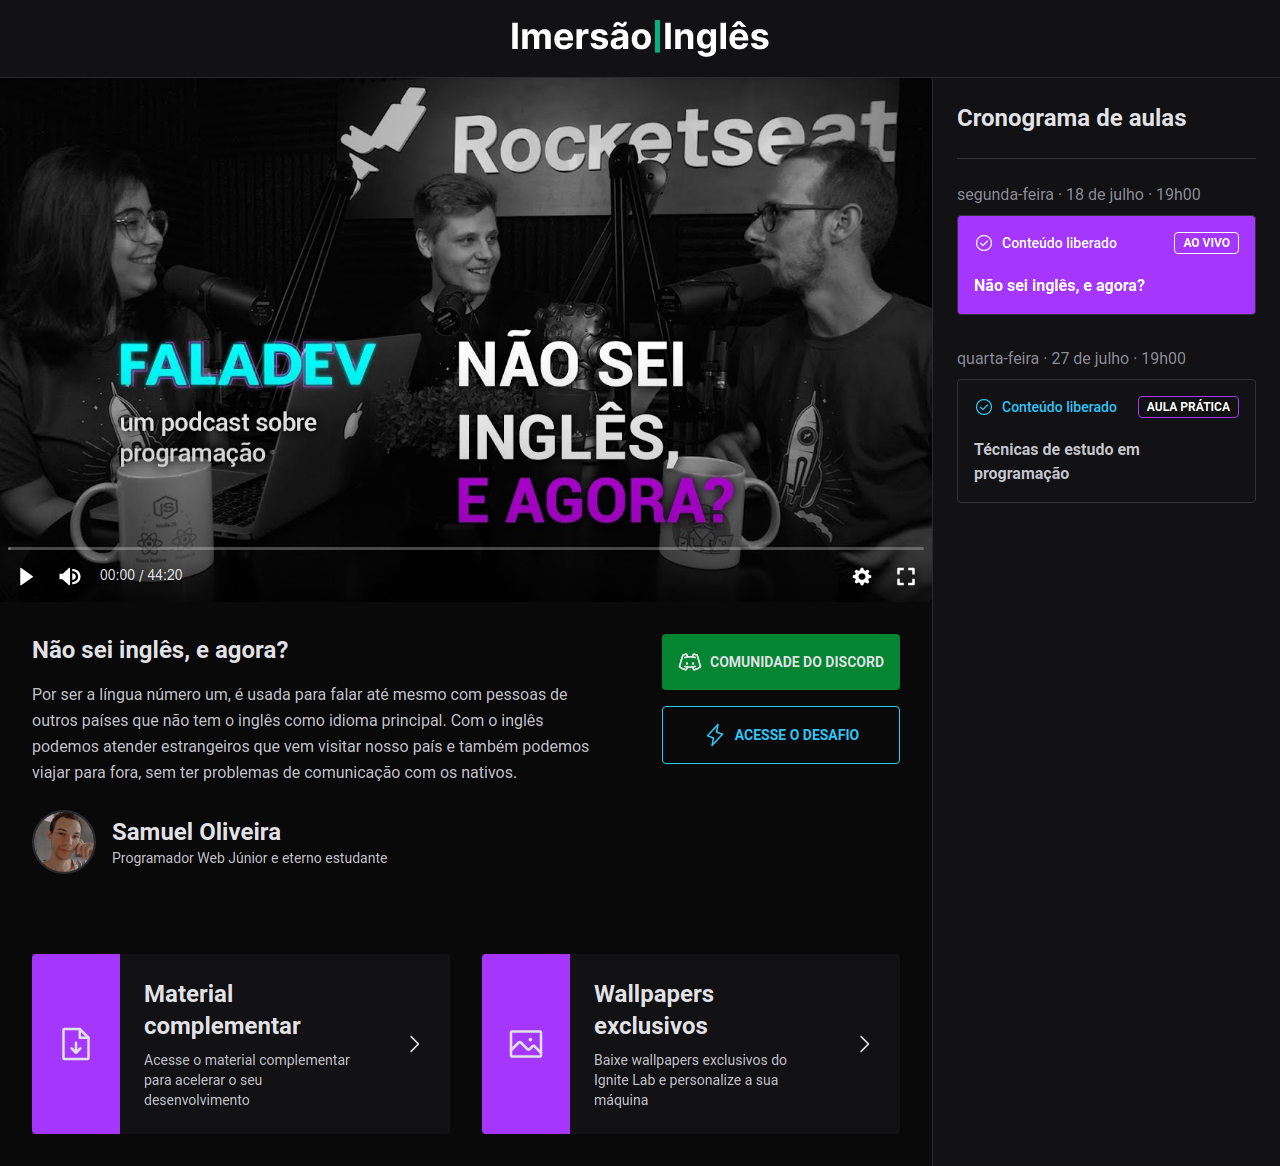 Imersão|Inglês
Rocketseat
FALADEV
um podcast sobre
programação
NÃO SEI
INGLÊS,
E AGORA?
JS
00:00 / 44:20
Não sei inglês, e agora?
Por ser a língua número um, é usada para falar até mesmo com pessoas de
outros países que não tem o inglês como idioma principal. Com o inglês
podemos atender estrangeiros que vem visitar nosso país e também podemos
viajar para fora, sem ter problemas de comunicação com os nativos.
Samuel Oliveira
Programador Web Júnior e eterno estudante
COMUNIDADE DO DISCORD
ACESSE O DESAFIO
Material
complementar
Acesse o material complementar
para acelerar o seu
desenvolvimento
Wallpapers
exclusivos
Baixe wallpapers exclusivos do
Ignite Lab e personalize a sua
máquina
Cronograma de aulas
segunda-feira · 18 de julho · 19h00
Conteúdo liberado
AO VIVO
Não sei inglês, e agora?
quarta-feira · 27 de julho · 19h00
Conteúdo liberado
AULA PRÁTICA
Técnicas de estudo em
programação